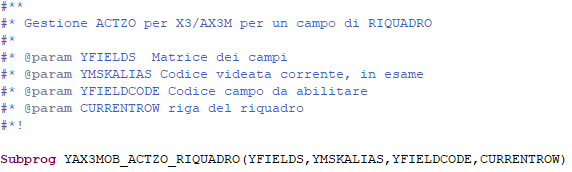 #**
#* Gestione ACTZO per X3/AX3M per un campo di RIQUADRO
#*
#* @param YFIELDS  Matrice dei campi
#* @param YMSKALIAS Codice videata corrente, in esame
#* @param YFIELDCODE Codice campo da abilitare
#* @param CURRENTROW riga del riquadro
#*!
Subprog YAX3MOB_ACTZO_RIQUADRO(YFIELDS,YMSKALIAS,YFIELDCODE,CURRENTROW)